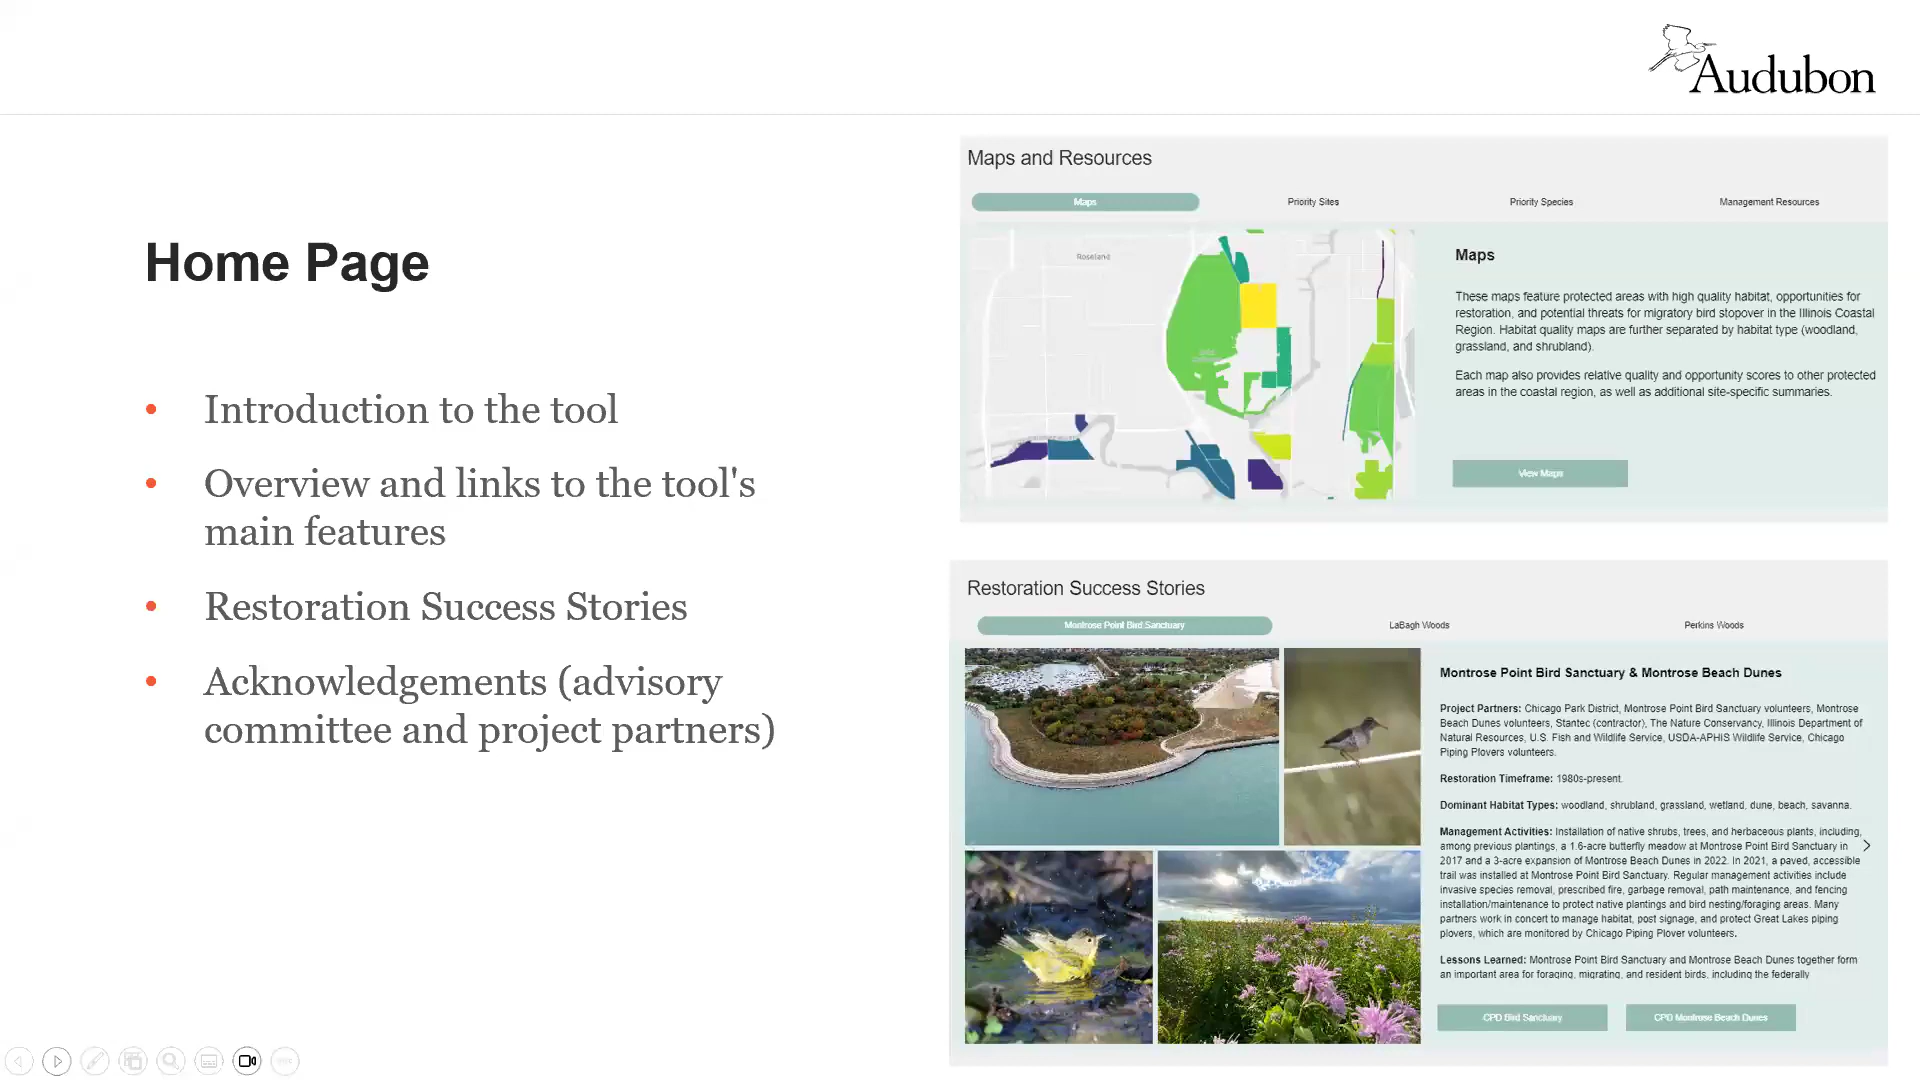 Audubon
Home Page
• Introduction to the tool
• Overview and links to the tool's
main features
• Restoration Success Stories
• Acknowledgements (advisory
committee and project partners)
Maps and Resources
Maps
Priority Sites
Priority Species
Management Resources
Roseland
Maps
These maps feature protected areas with high quality habitat, opportunities for
restoration, and potential threats for migratory bird stopover in the Illinois Coastal
Region. Habitat quality maps are further separated by habitat type (woodland,
grassland, and shrubland).
Each map also provides relative quality and opportunity scores to other protected
areas in the coastal region, as well as additional site-specific summaries.
View Maps
Restoration Success Stories
Montrose Point Bird Sanctuary
LaBagh Woods
Perkins Woods
Montrose Point Bird Sanctuary & Montrose Beach Dunes
Project Partners: Chicago Park District, Montrose Point Bird Sanctuary volunteers, Montrose
Beach Dunes volunteers, Stantec (contractor), The Nature Conservancy, Illinois Department of
Natural Resources, U.S. Fish and Wildlife Service, USDA-APHIS Wildlife Service, Chicago
Piping Plovers volunteers.
Restoration Timeframe: 1980s-present.
Dominant Habitat Types: woodland, shrubland, grassland, wetland, dune, beach, savanna.
Management Activities: Installation of native shrubs, trees, and herbaceous plants, including,
among previous plantings, a 1.6-acre butterfly meadow at Montrose Point Bird Sanctuary in
2017 and a 3-acre expansion of Montrose Beach Dunes in 2022. In 2021, a paved, accessible
trail was installed at Montrose Point Bird Sanctuary. Regular management activities include
invasive species removal, prescribed fire, garbage removal, path maintenance, and fencing
installation/maintenance to protect native plantings and bird nesting/foraging areas. Many
partners work in concert to manage habitat, post signage, and protect Great Lakes piping
plovers, which are monitored by Chicago Piping Plover volunteers.
Lessons Learned: Montrose Point Bird Sanctuary and Montrose Beach Dunes together form
an important area for foraging, migrating, and resident birds, including the federally
CPD Bird Sanctuary
CPD Montrose Beach Dunes